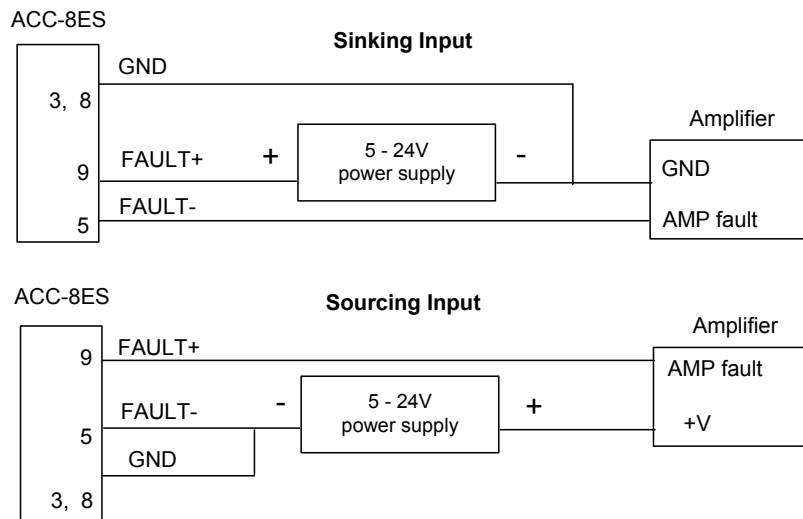 ACC-8ES
Sinking Input
GND
3, 8
Amplifier
FAULT+
+
5 - 24V
power supply
-
GND
9
FAULT-
5
AMP fault
ACC-8ES
Sourcing Input
Amplifier
9
FAULT+
AMP fault
FAULT-
-
5 - 24V
power supply
+
+V
5
GND
3, 8